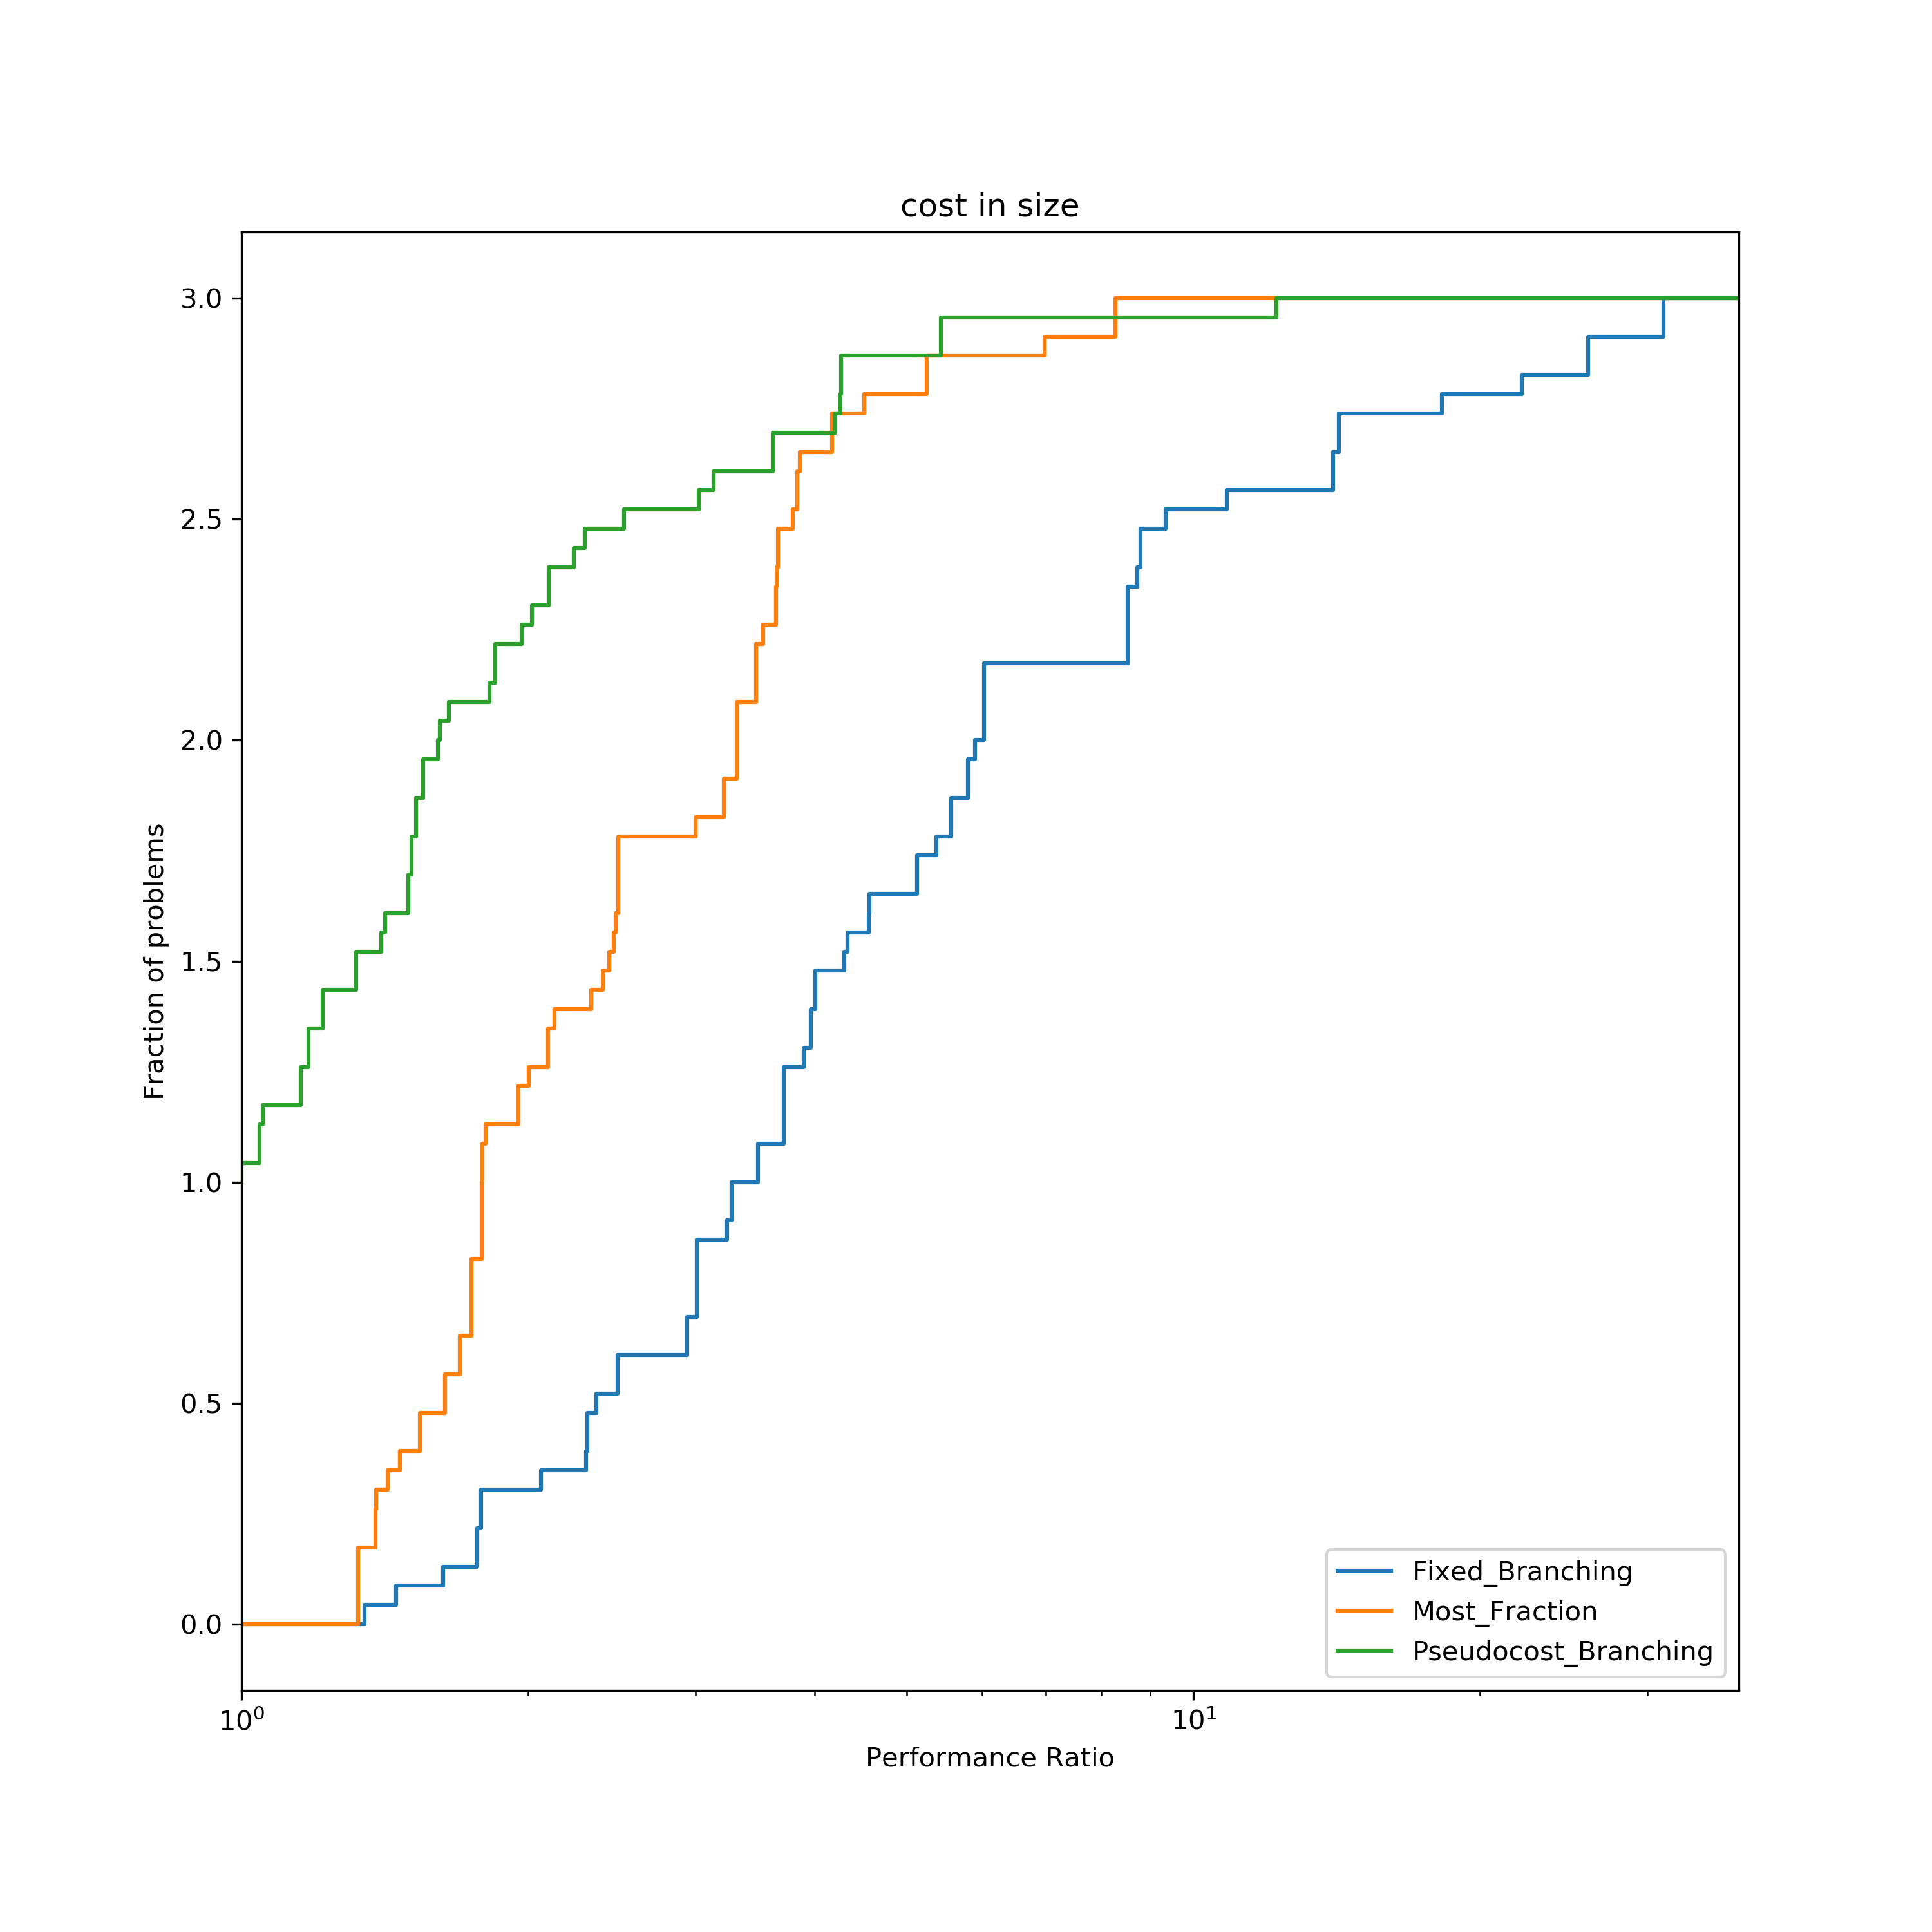 cost in size
3.0
2.5
2.0
1.5
1.0
0.5
0.0
Fraction of problems
10⁰
10¹
Performance Ratio
Fixed_Branching
Most_Fraction
Pseudocost_Branching